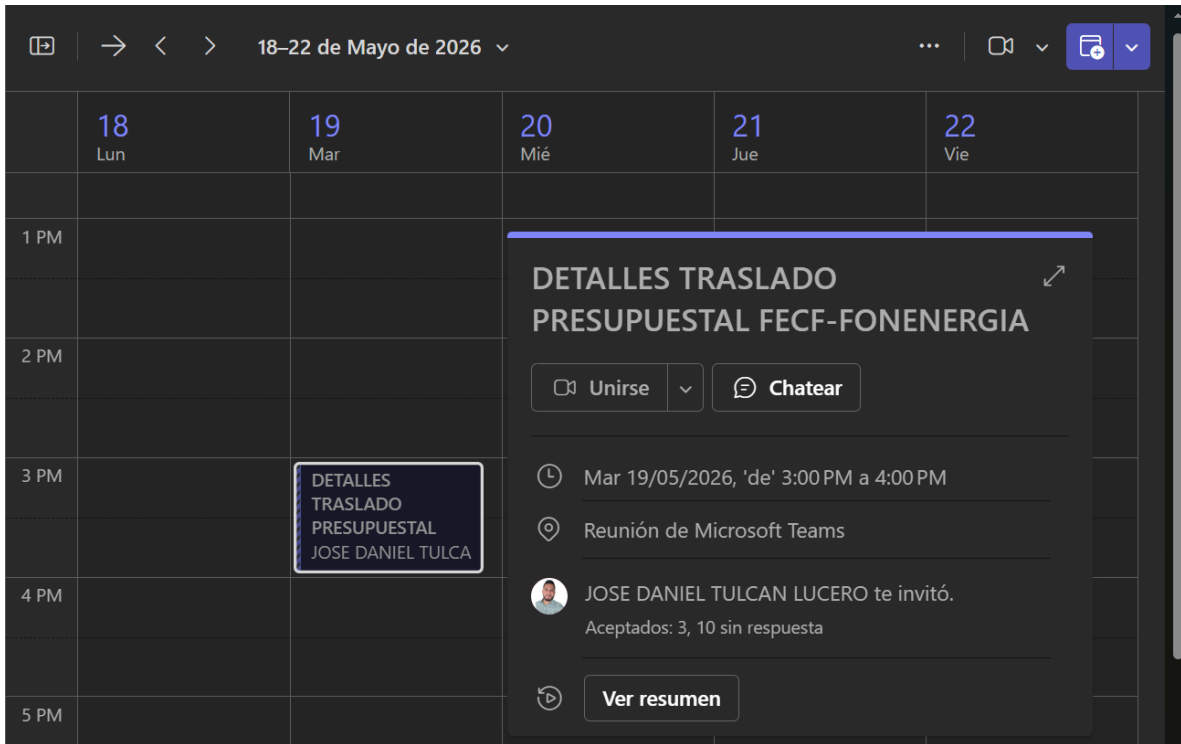 18–22 de Mayo de 2026
18
Lun
19
Mar
20
Mié
21
Jue
22
Vie
1 PM
2 PM
3 PM
4 PM
5 PM
DETALLES
TRASLADO
PRESUPUESTAL
JOSE DANIEL TULCA
DETALLES TRASLADO
PRESUPUESTAL FECF-FONENERGIA
Unirse
Chatear
Mar 19/05/2026, 'de' 3:00 PM a 4:00 PM
Reunión de Microsoft Teams
JOSE DANIEL TULCAN LUCERO te invitó.
Aceptados: 3, 10 sin respuesta
Ver resumen